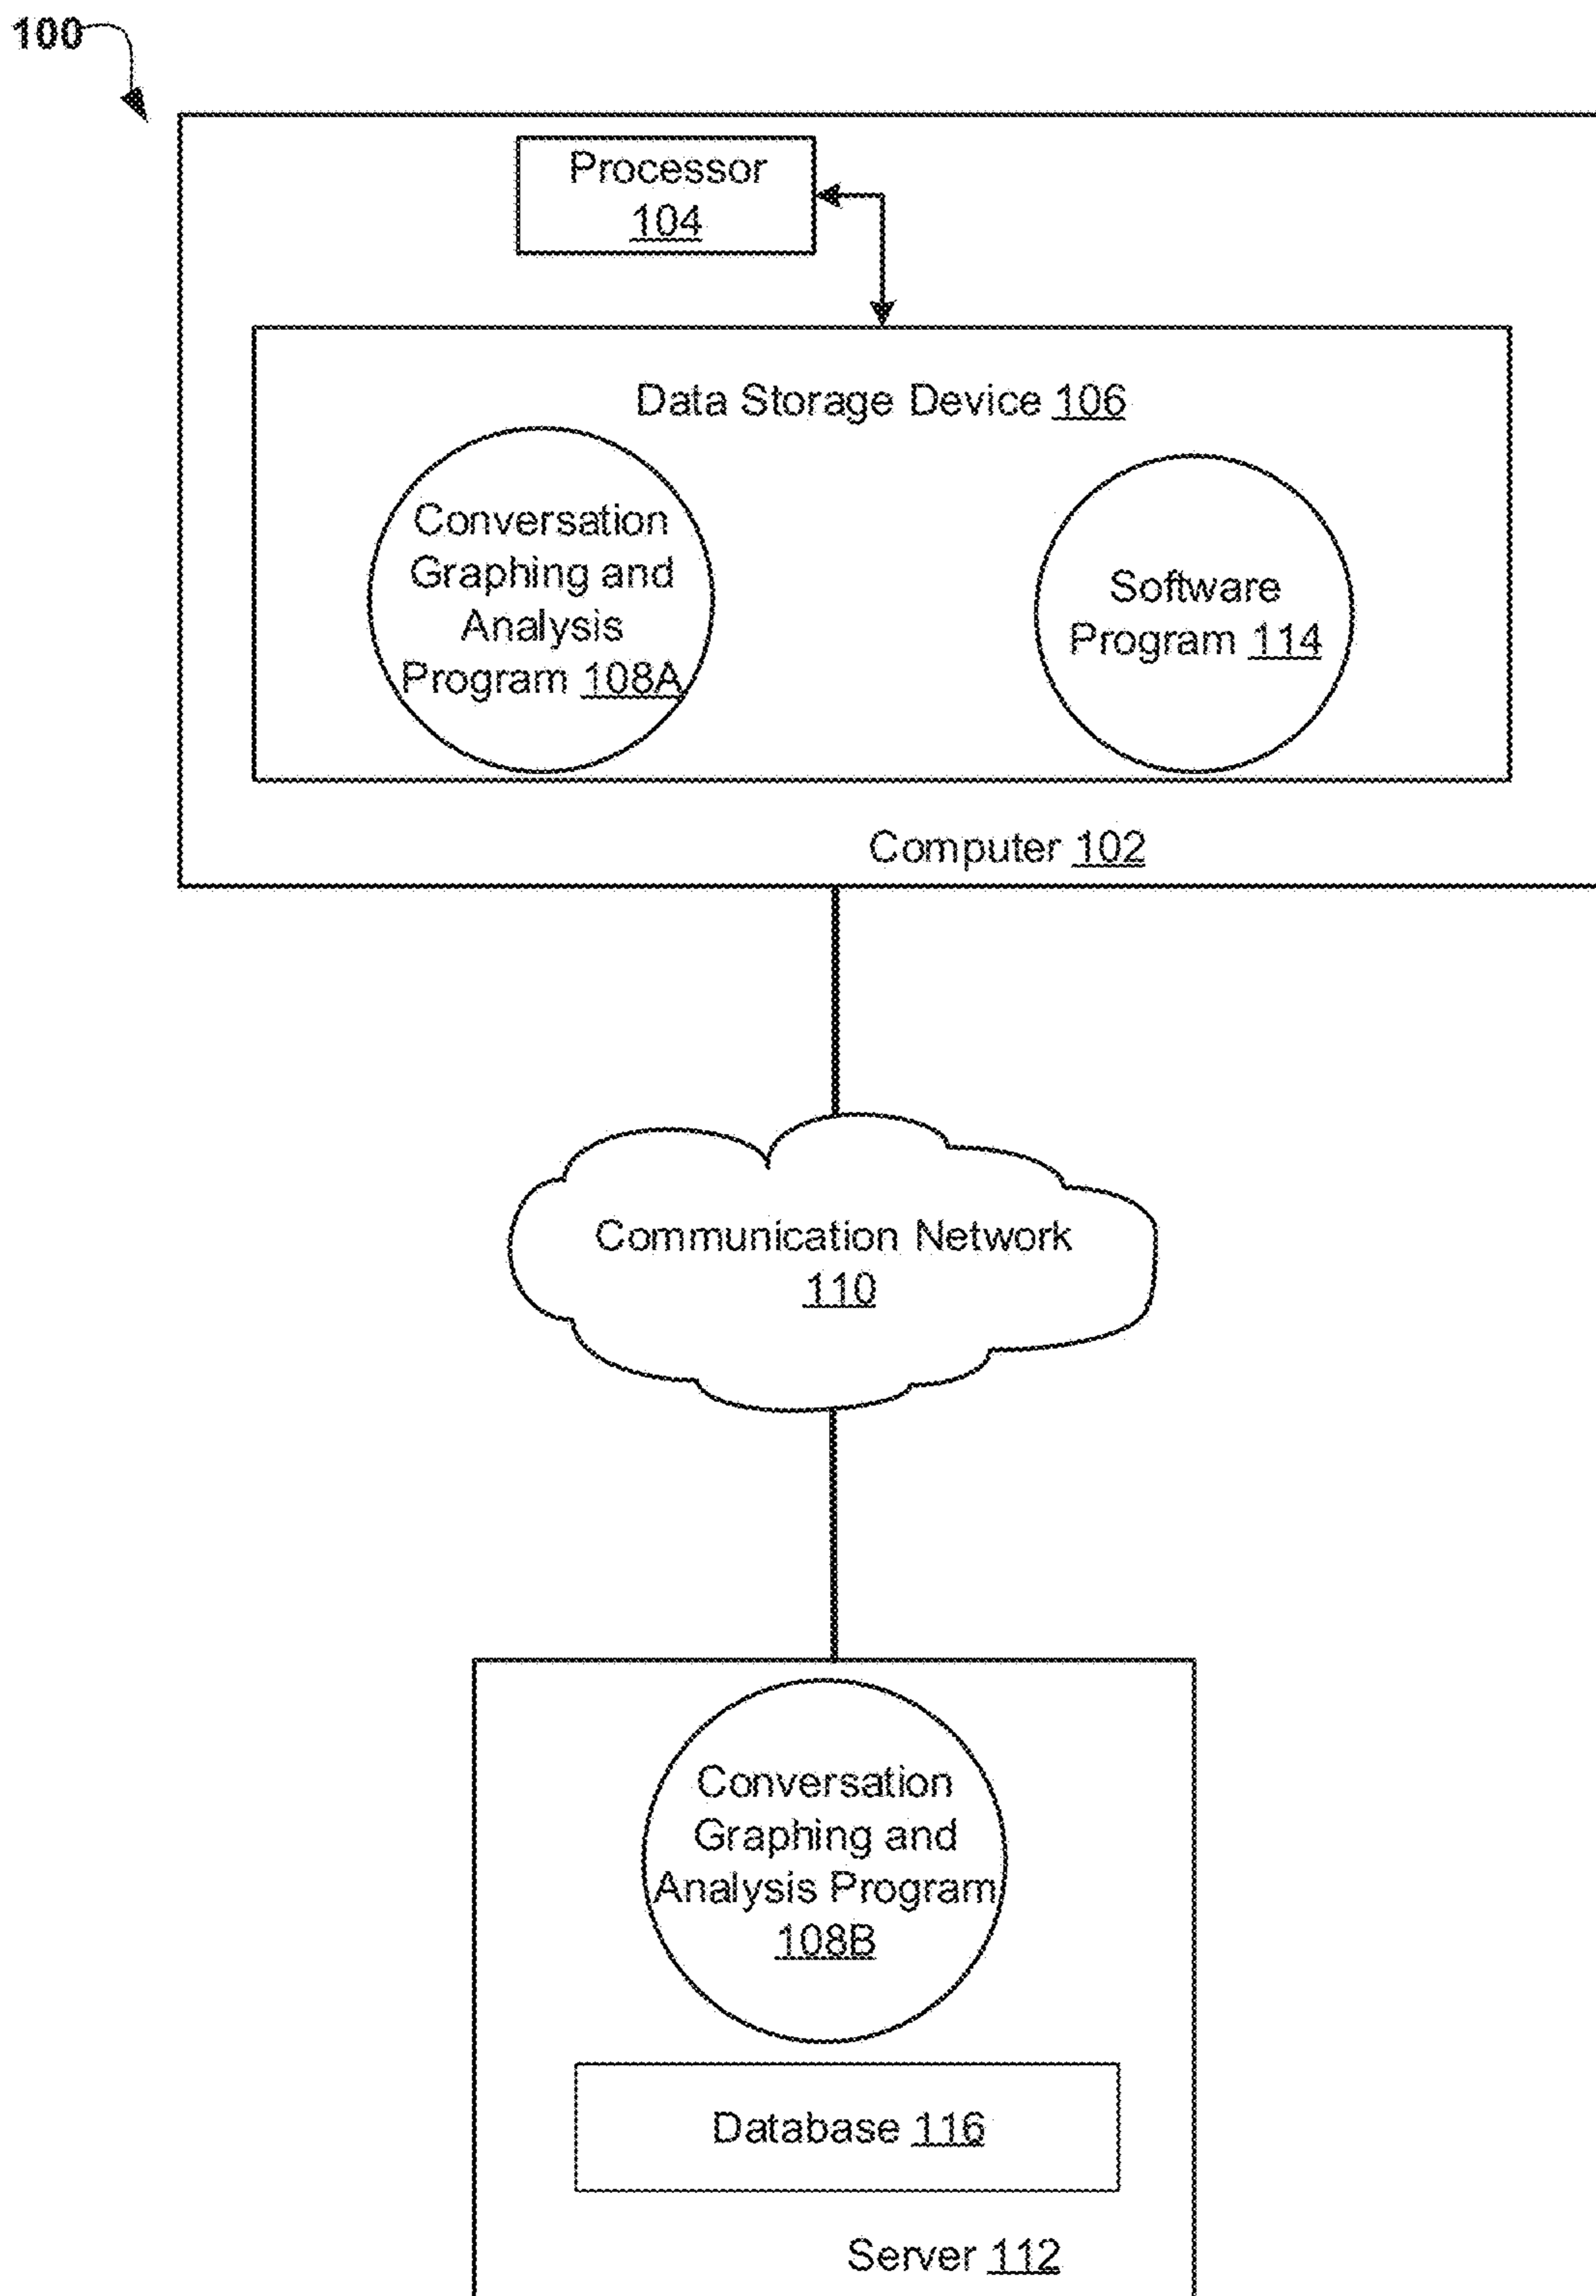 100
Processor
104
Data Storage Device 106
Conversation
Graphing and
Analysis
Program 108A
Software
Program 114
Computer 102
Communication Network
110
Conversation
Graphing and
Analysis Program
108B
Database 116
Server 112